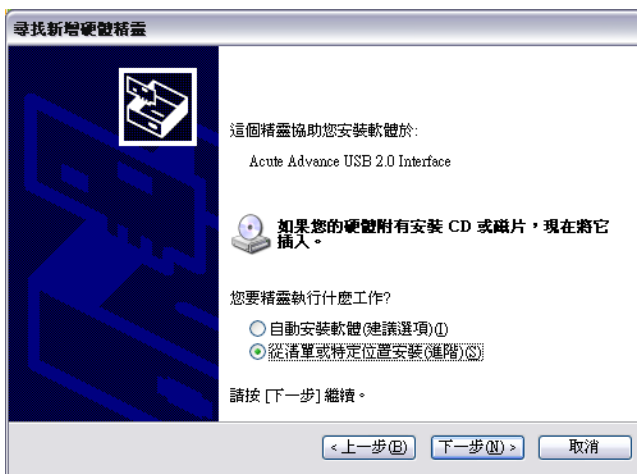 尋找新增硬體精靈
這個精靈協助您安裝軟體於:
Acute Advance USB 2.0 Interface
如果您的硬體附有安裝 CD 或磁片，現在將它
插入。
您要精靈執行什麼工作?
自動安裝軟體(建議選項)(I)
從清單或特定位置安裝(進階)(S)
請按 [下一步] 繼續。
<上一步(B)
下一步(N)>
取消